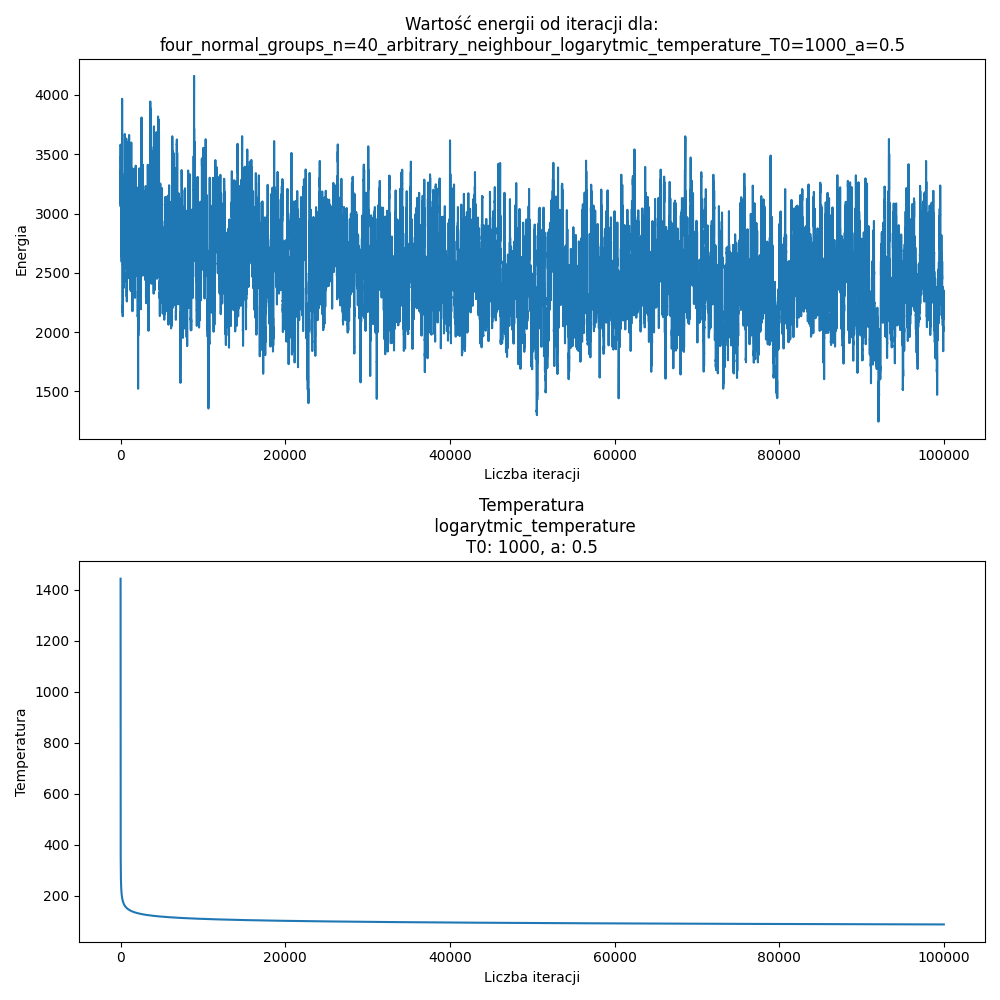 Wartość energii od iteracji dla:
four_normal_groups_n=40_arbitrary_neighbour_logarytmic_temperature_T0=1000_a=0.5
4000
3500
3000
2500
2000
1500
Energia
0 20000 40000 60000 80000 100000
Liczba iteracji
Temperatura
logarytmic_temperature
T0: 1000, a: 0.5
1400
1200
1000
800
600
400
200
Temperatura
0 20000 40000 60000 80000 100000
Liczba iteracji